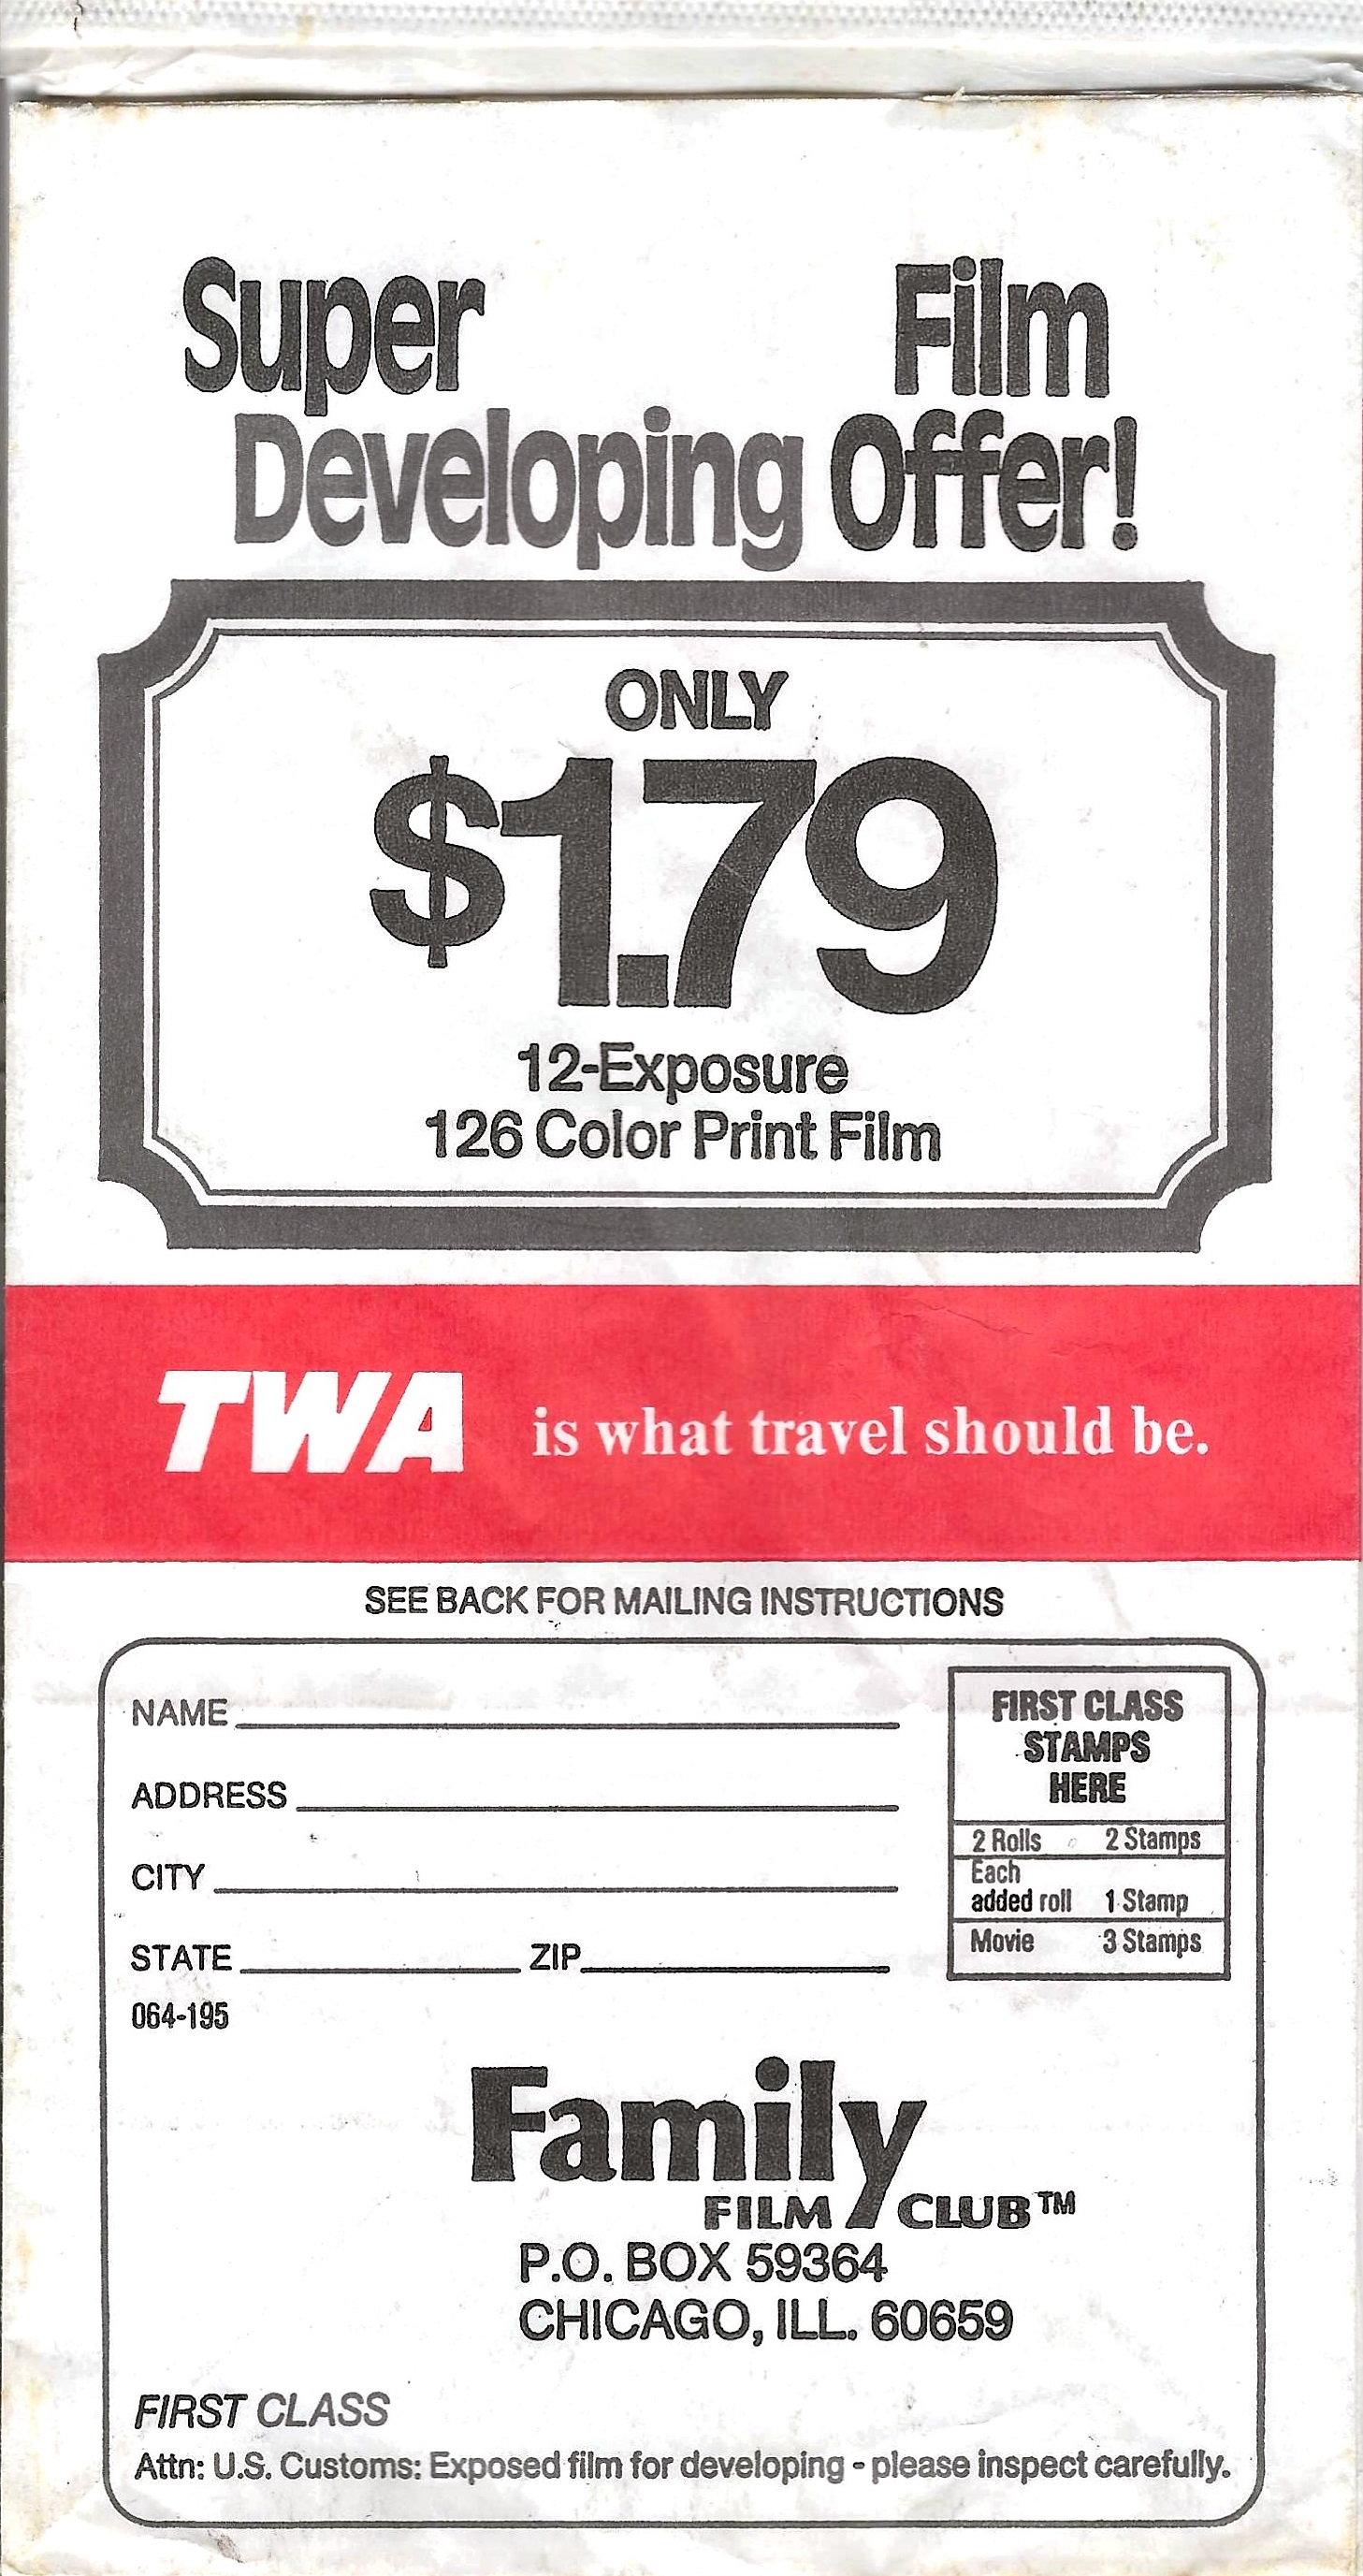 Super Film
Developing Offer!
ONLY
$1.79
12-Exposure
126 Color Print Film
TWA is what travel should be.
SEE BACK FOR MAILING INSTRUCTIONS
NAME
ADDRESS
CITY
STATE ZIP
064-195
FIRST CLASS
STAMPS
HERE
2 Rolls 2 Stamps
Each
added roll 1 Stamp
Movie 3 Stamps
Family
FILM CLUB™
P.O. BOX 59364
CHICAGO, ILL. 60659
FIRST CLASS
Attn: U.S. Customs: Exposed film for developing - please inspect carefully.